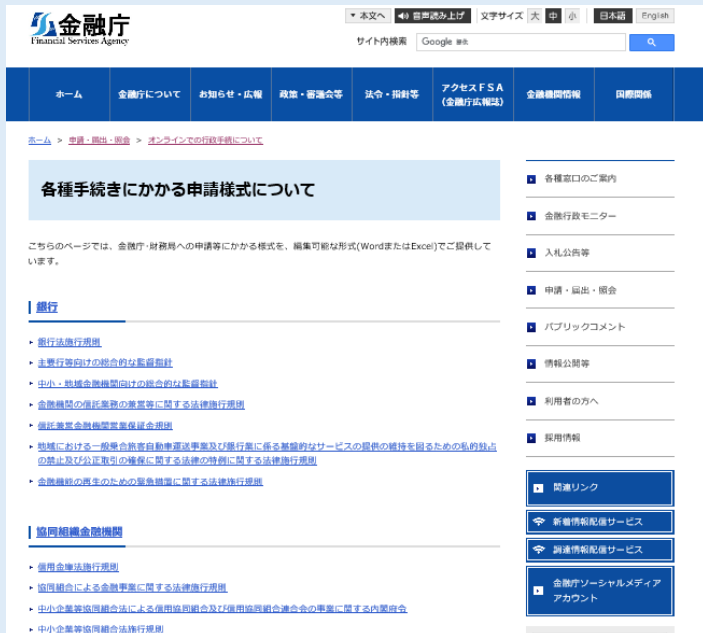 金融庁
Financial Services Agency
▼ 本文へ 音声読み上げ 文字サイズ 大 中 小 日本語 English
サイト内検索 Google
ホーム 金融庁について お知らせ・広報 政策・審議会等 法令・指針等 アクセスFSA（金融庁広報誌） 金融機関情報 国際関係
ホーム > 申請・届出・照会 > オンラインでの行政手続について
各種手続きにかかる申請様式について
こちらのページでは、金融庁・財務局への申請等にかかる様式を、編集可能な形式(WordまたはExcel)でご提供して
います。
銀行
銀行法施行規則
主要行等向けの総合的な監督指針
中小・地域金融機関向けの総合的な監督指針
金融機関の信託業務の兼営等に関する法律施行規則
信託兼営金融機関営業保証金規則
地域における一般乗合旅客自動車運送事業及び銀行業に係る基盤的なサービスの提供の維持を図るための私的独占
の禁止及び公正取引の確保に関する法律の特例に関する法律施行規則
金融機能の再生のための緊急措置に関する法律施行規則
協同組織金融機関
信用金庫法施行規則
協同組合による金融事業に関する法律施行規則
中小企業等協同組合法による信用協同組合及び信用協同組合連合会の事業に関する内閣府令
中小企業等協同組合法施行規則
各種窓口のご案内
金融行政モニター
入札公告等
申請・届出・照会
パブリックコメント
情報公開等
利用者の方へ
採用情報
関連リンク
新着情報配信サービス
調達情報配信サービス
金融庁ソーシャルメディア
アカウント